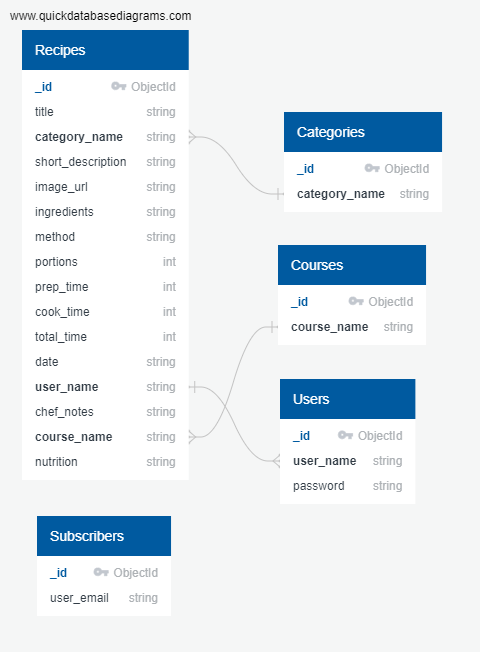 www.quickdatabasediagrams.com
Recipes
_id ObjectId
title string
category_name string
short_description string
image_url string
ingredients string
method string
portions int
prep_time int
cook_time int
total_time int
date string
user_name string
chef_notes string
course_name string
nutrition string
Categories
_id ObjectId
category_name string
Courses
_id ObjectId
course_name string
Users
_id ObjectId
user_name string
password string
Subscribers
_id ObjectId
user_email string